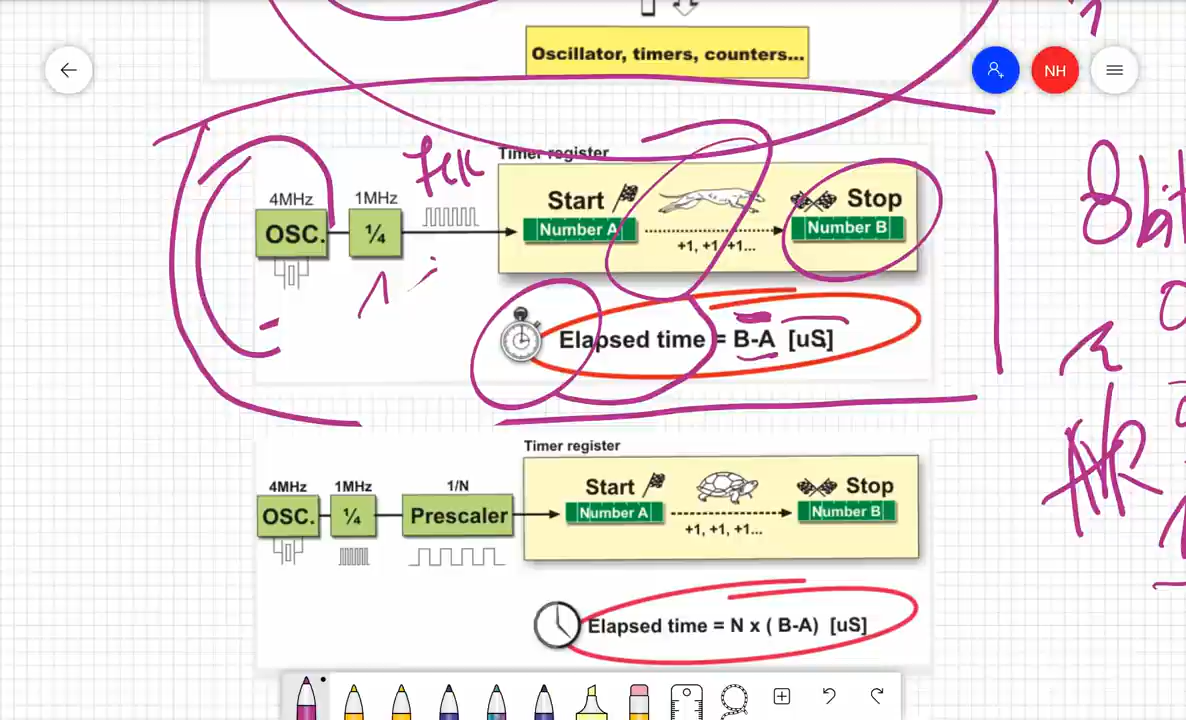 Oscillator, timers, counters...
NH
Timer register
4MHz
1MHz
OSC.
¼
Start
Stop
Number A
Number B
+1, +1, +1...
Elapsed time = B-A [uS]
8bit
AVR
Timer register
4MHz
1MHz
1/N
OSC.
¼
Prescaler
Start
Stop
Number A
Number B
+1, +1, +1...
Elapsed time = N x ( B-A) [uS]